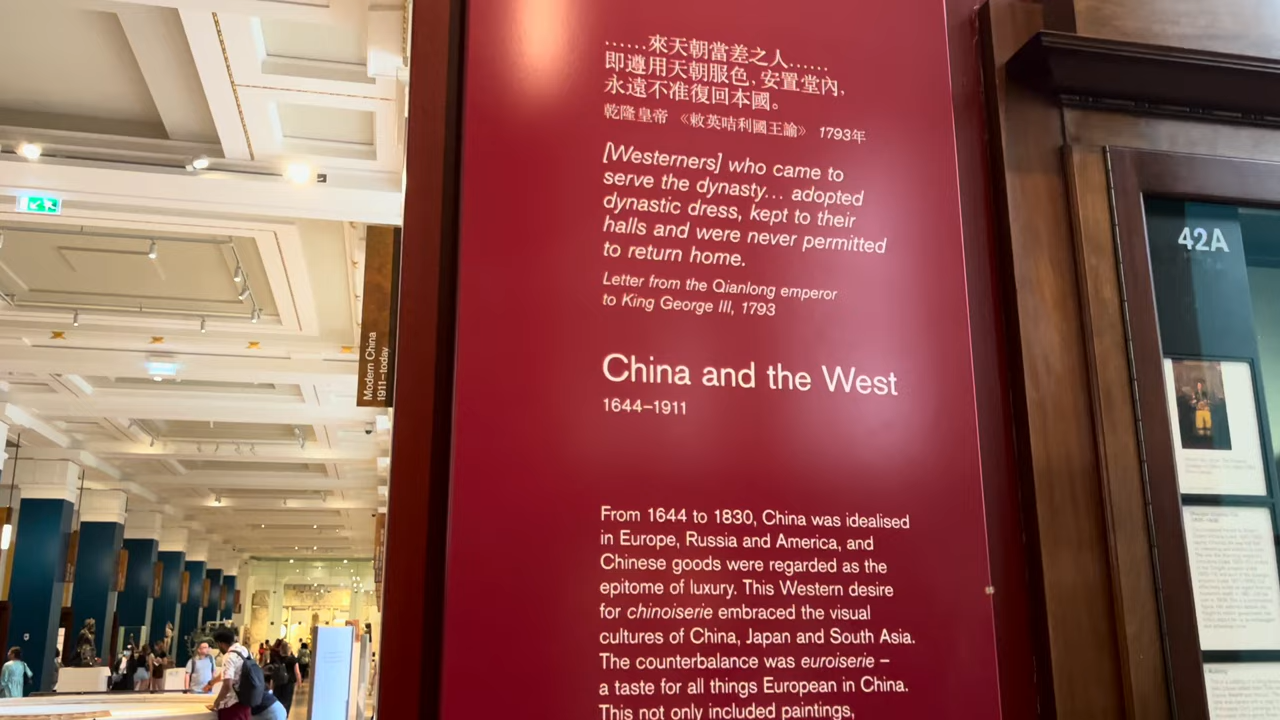 ……來天朝當差之人……
即遵用天朝服色，安置堂內，
永遠不准復回本國。
乾隆皇帝 《敕英咭利國王諭》 1793年
[Westerners] who came to
serve the dynasty… adopted
dynastic dress, kept to their
halls and were never permitted
to return home.
Letter from the Qianlong emperor
to King George III, 1793
China and the West
1644–1911
From 1644 to 1830, China was idealised
in Europe, Russia and America, and
Chinese goods were regarded as the
epitome of luxury. This Western desire
for chinoiserie embraced the visual
cultures of China, Japan and South Asia.
The counterbalance was euroiserie –
a taste for all things European in China.
This not only included paintings,
Modern China
1911–today
42A